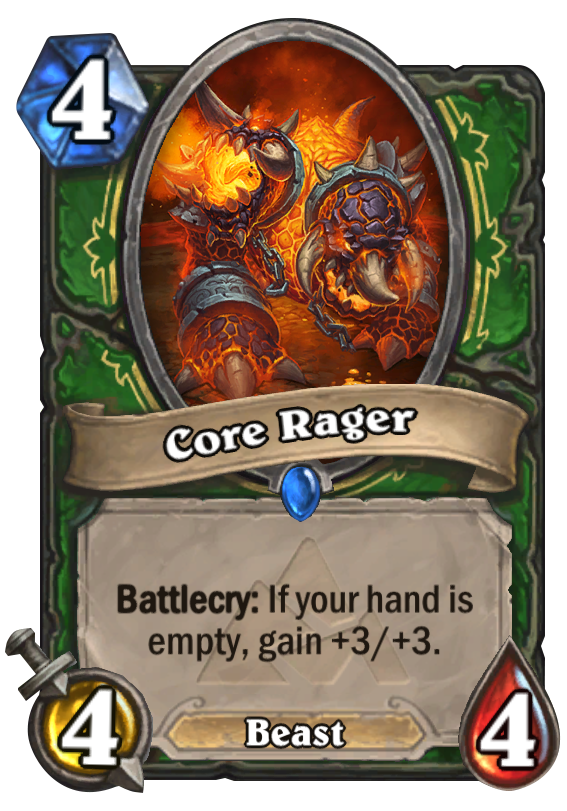 4
Core Rager
Battlecry: If your hand is
empty, gain +3/+3.
4
Beast
4